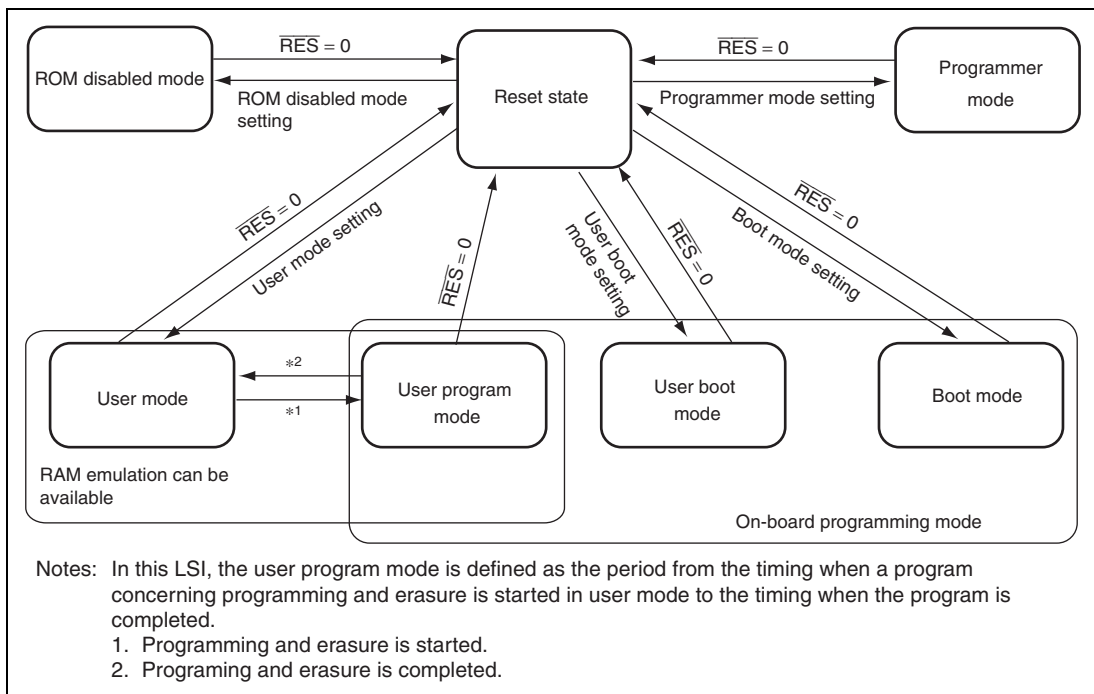 ROM disabled mode
RES = 0
ROM disabled mode
setting
Reset state
RES = 0
Programmer mode setting
Programmer
mode
RES = 0
User mode setting
RES = 0
User boot
mode setting
RES = 0
Boot mode setting
RES = 0
User mode
*2
*1
User program
mode
User boot
mode
Boot mode
RAM emulation can be
available
On-board programming mode
Notes: In this LSI, the user program mode is defined as the period from the timing when a program
concerning programming and erasure is started in user mode to the timing when the program is
completed.
1. Programming and erasure is started.
2. Programing and erasure is completed.